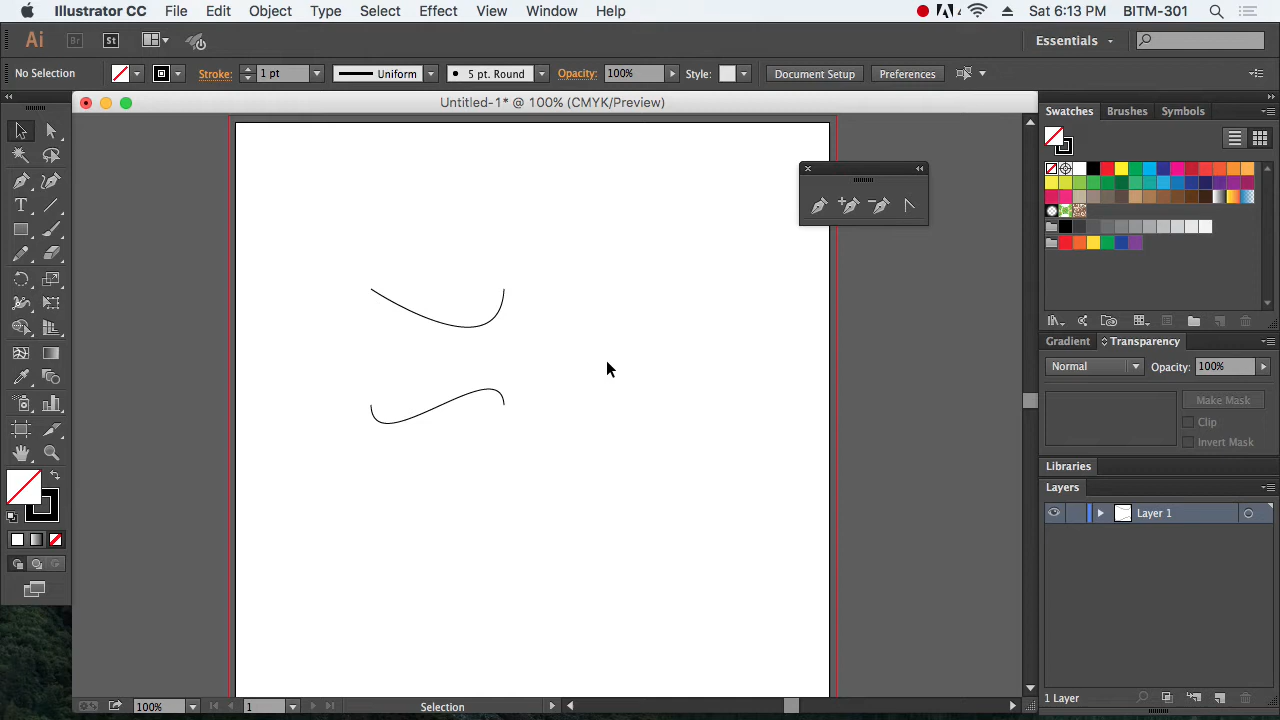 Illustrator CC File Edit Object Type Select Effect View Window Help 4 Sat 6:13 PM BITM-301
Ai Br St Essentials
No Selection Stroke: 1 pt Uniform 5 pt. Round Opacity: 100% Style: Document Setup Preferences
Untitled-1* @ 100% (CMYK/Preview)
Swatches Brushes Symbols
T
Gradient Transparency
Normal Opacity: 100%
Make Mask
Clip
Invert Mask
Libraries
Layers
Layer 1
1 Layer
100% 1 Selection